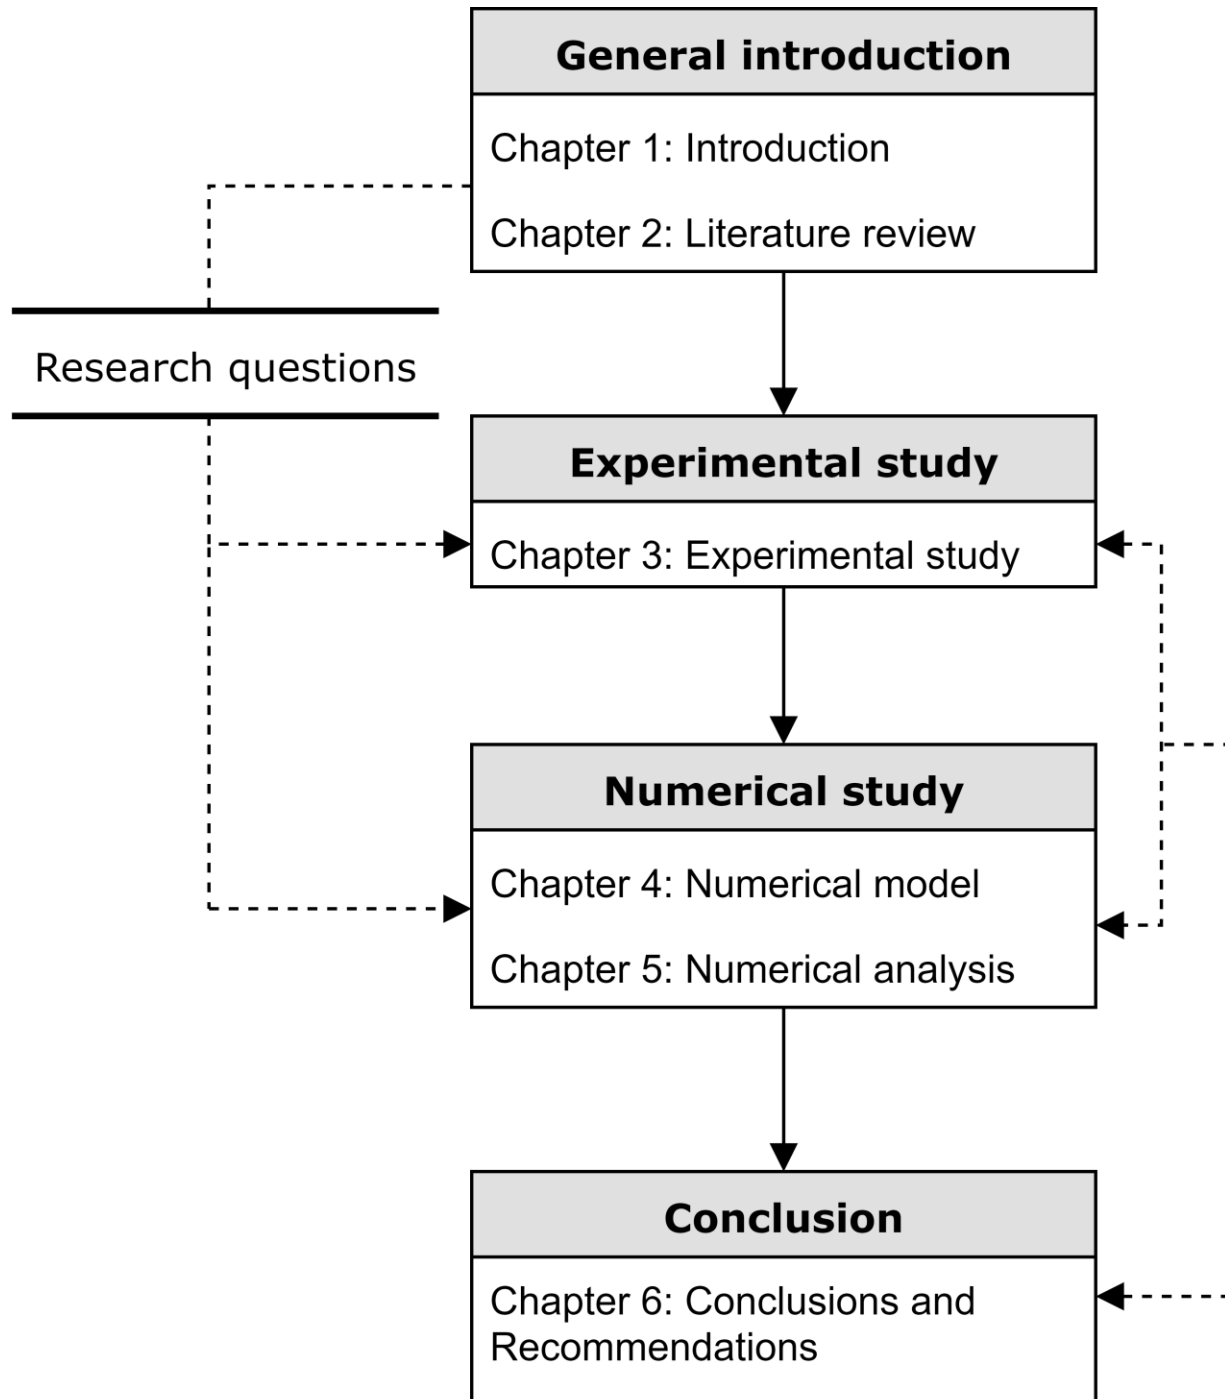 General introduction
Chapter 1: Introduction
Chapter 2: Literature review
Research questions
Experimental study
Chapter 3: Experimental study
Numerical study
Chapter 4: Numerical model
Chapter 5: Numerical analysis
Conclusion
Chapter 6: Conclusions and
Recommendations